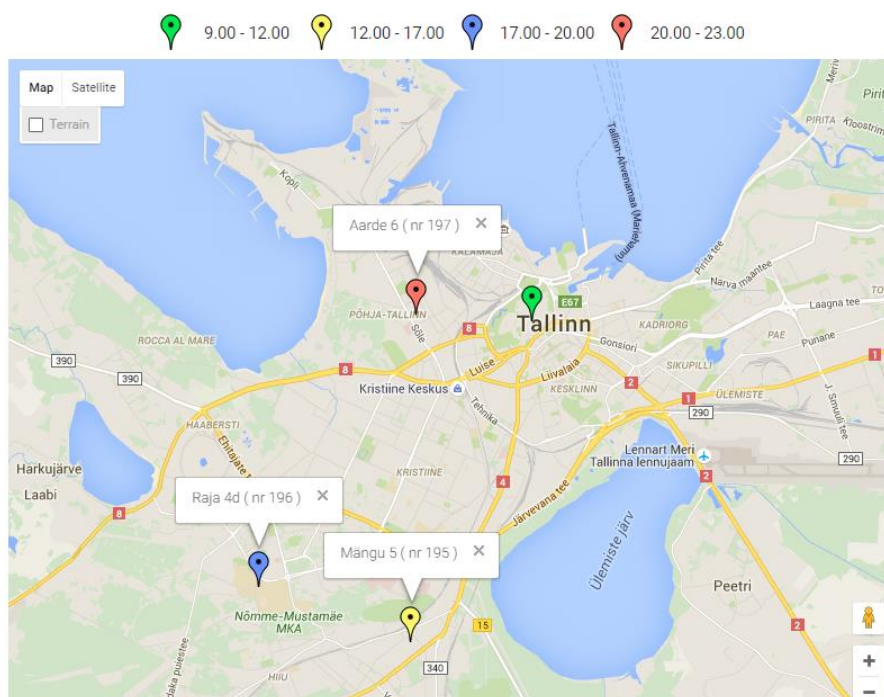 9.00 - 12.00 12.00 - 17.00 17.00 - 20.00 20.00 - 23.00
Map Satellite
Terrain
PIRITA
Kloostrim
Kopli
Tallinn-Ahvenamaa (Mariehamn)
Aarde 6 ( nr 197) ×
KALAMAJA
Pirita tee
Narva maantee
E67
Laagna tee
PÕHJA-TALLINN
Sõle
8
Tallinn
KADRIORG
PAE
Punane
ROCCA AL MARE
Gonsiori
390
8
Luise
Liivalaia
SIKUPILLI
1
390
Kristiine Keskus
KESKLINN
2
ÜLEMISTE
J. Smuuli tee
1
Tehnika
290
HAABERSTI
Ehitajate t
Lennart Meri
Tallinna lennujaam
290
Harkujärve
Laabi
KRISTIINE
4
2
Raja 4d ( nr 196 ) ×
8
Järvevana tee
Mängu 5 ( nr 195 ) ×
Ülemiste järv
Peetri
Nõmme-Mustamäe
MKA
15
2
HIIU
340
daka puiestee
+
−